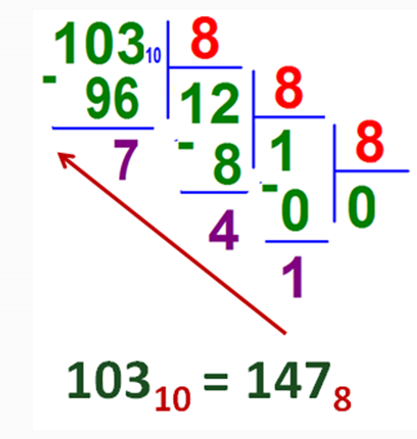 103₁₀ 8
- 96 12 8
7 - 8 1 8
4 - 0 0
1
103₁₀ = 147₈